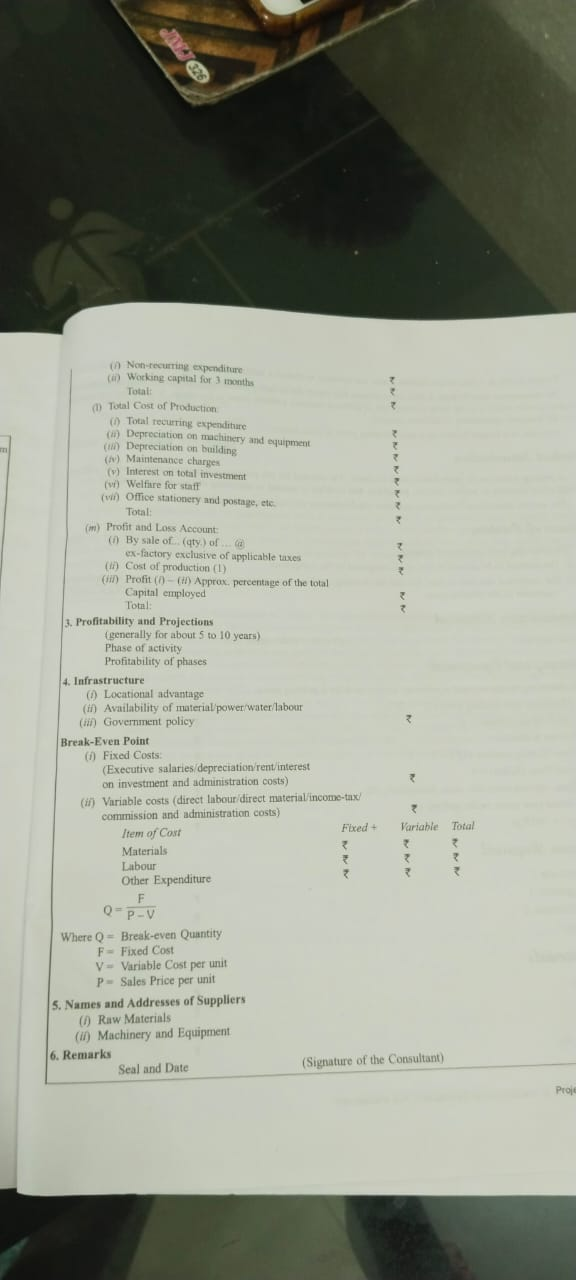 JINAJ
326
m
(i) Non-recurring expenditure
(ii) Working capital for 3 months ₹
Total: ₹
(l) Total Cost of Production: ₹
(i) Total recurring expenditure
(ii) Depreciation on machinery and equipment ₹
(iii) Depreciation on building ₹
(iv) Maintenance charges ₹
(v) Interest on total investment ₹
(vi) Welfare for staff ₹
(vii) Office stationery and postage, etc. ₹
Total: ₹
₹
(m) Profit and Loss Account:
(i) By sale of... (qty.) of ... @ ₹
ex-factory exclusive of applicable taxes ₹
(ii) Cost of production (1) ₹
(iii) Profit (i) – (ii) Approx. percentage of the total
Capital employed ₹
Total: ₹
3. Profitability and Projections
(generally for about 5 to 10 years)
Phase of activity
Profitability of phases
4. Infrastructure
(i) Locational advantage
(ii) Availability of material/power/water/labour
(iii) Government policy ₹
Break-Even Point
(i) Fixed Costs:
(Executive salaries/depreciation/rent/interest
on investment and administration costs) ₹
(ii) Variable costs (direct labour/direct material/income-tax/
commission and administration costs) ₹
Item of Cost Fixed + Variable Total
Materials ₹ ₹ ₹
Labour ₹ ₹ ₹
Other Expenditure ₹ ₹ ₹
Q = F / P – V
Where Q = Break-even Quantity
F = Fixed Cost
V = Variable Cost per unit
P = Sales Price per unit
5. Names and Addresses of Suppliers
(i) Raw Materials
(ii) Machinery and Equipment
6. Remarks
Seal and Date (Signature of the Consultant)
Proje